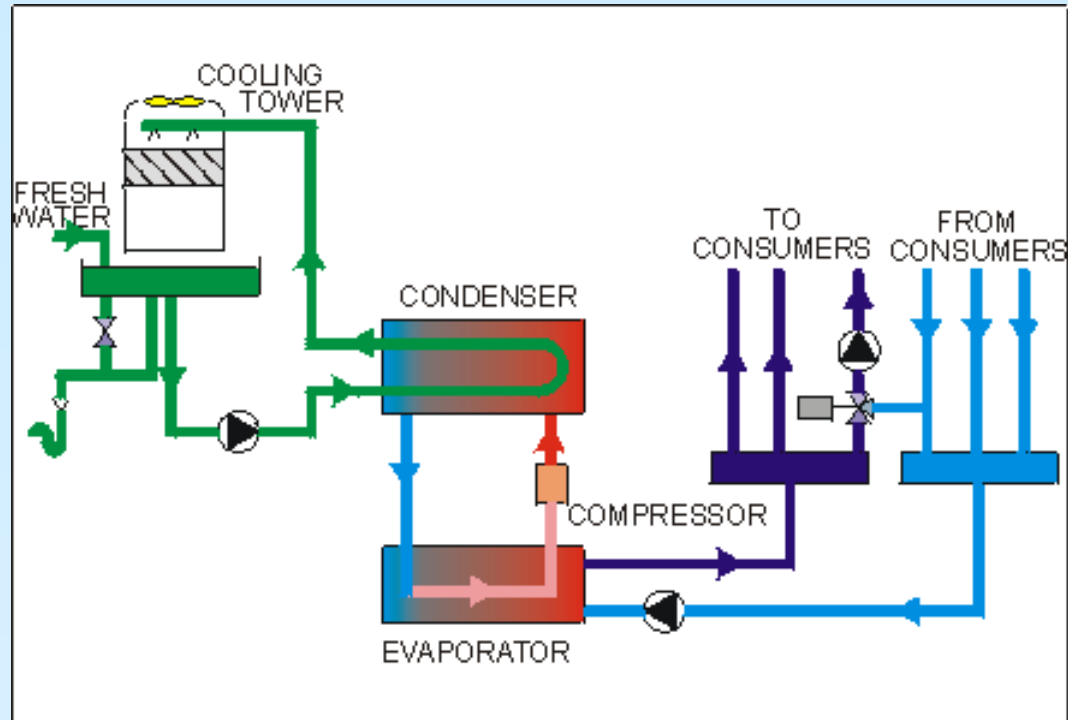 COOLING
TOWER
FRESH
WATER
TO
CONSUMERS
FROM
CONSUMERS
CONDENSER
COMPRESSOR
EVAPORATOR